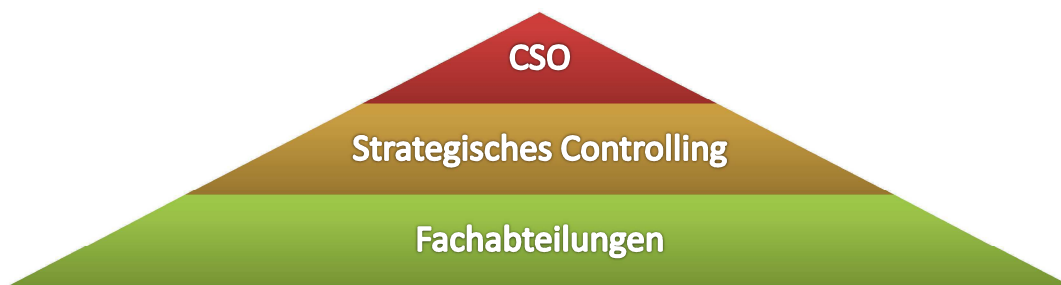 CSO
Strategisches Controlling
Fachabteilungen